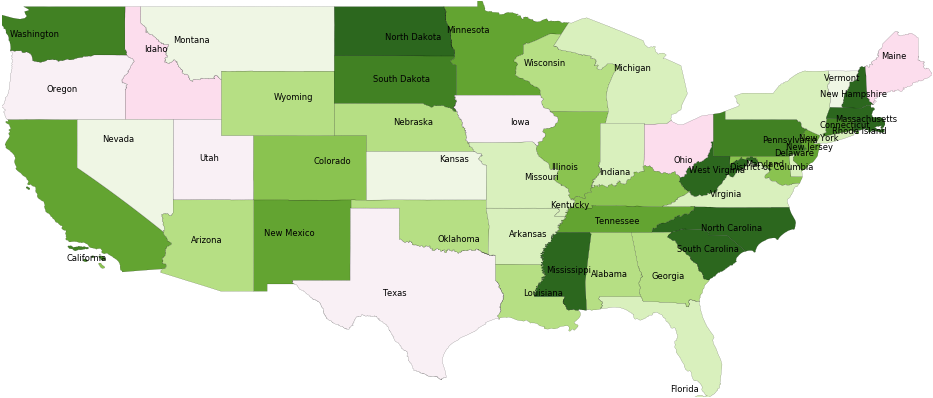 Washington
Idaho
Montana
North Dakota
Minnesota
Maine
Oregon
Wyoming
South Dakota
Wisconsin
Michigan
Vermont
New Hampshire
Nevada
Utah
Colorado
Nebraska
Iowa
Massachusetts
Connecticut
Rhode Island
New York
Pennsylvania
New Jersey
Kansas
Missouri
Illinois
Indiana
Ohio
West Virginia
Maryland
Delaware
District of Columbia
Virginia
Kentucky
California
Arizona
New Mexico
Oklahoma
Arkansas
Tennessee
North Carolina
South Carolina
Texas
Louisiana
Mississippi
Alabama
Georgia
Florida